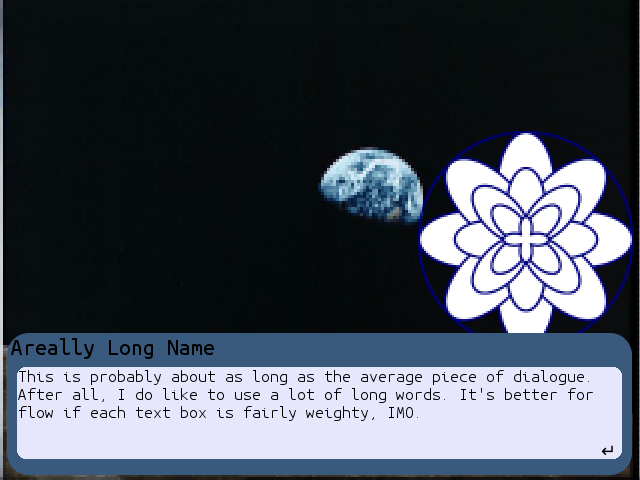 Areally Long Name
This is probably about as long as the average piece of dialogue.
After all, I do like to use a lot of long words. It's better for
flow if each text box is fairly weighty, IMO.
↵